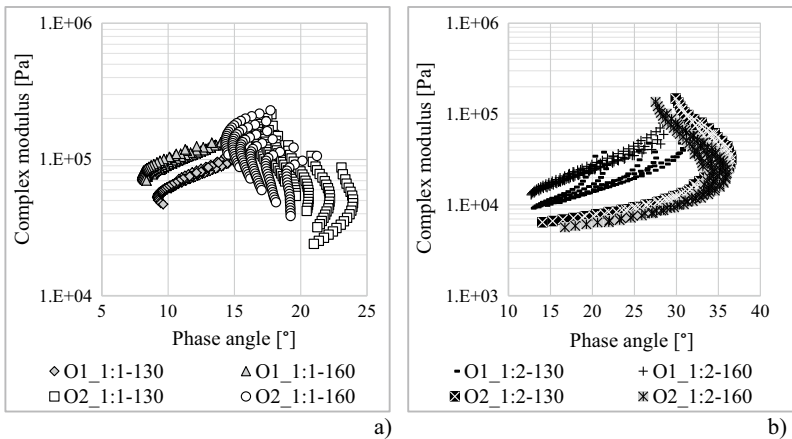 1.E+06
1.E+05
1.E+04
Complex modulus [Pa]
5 10 15 20 25
Phase angle [°]
O1_1:1-130 O1_1:1-160
O2_1:1-130 O2_1:1-160
a)
1.E+06
1.E+05
1.E+04
1.E+03
Complex modulus [Pa]
10 15 20 25 30 35 40
Phase angle [°]
O1_1:2-130 O1_1:2-160
O2_1:2-130 O2_1:2-160
b)